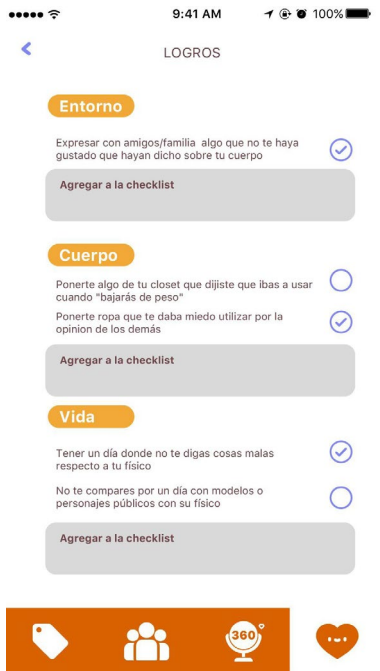 9:41 AM
100%
LOGROS
Entorno
Expresar con amigos/familia algo que no te haya
gustado que hayan dicho sobre tu cuerpo
Agregar a la checklist
Cuerpo
Ponerte algo de tu closet que dijiste que ibas a usar
cuando "bajarás de peso"
Ponerte ropa que te daba miedo utilizar por la
opinion de los demás
Agregar a la checklist
Vida
Tener un día donde no te digas cosas malas
respecto a tu físico
No te compares por un día con modelos o
personajes públicos con su físico
Agregar a la checklist
360